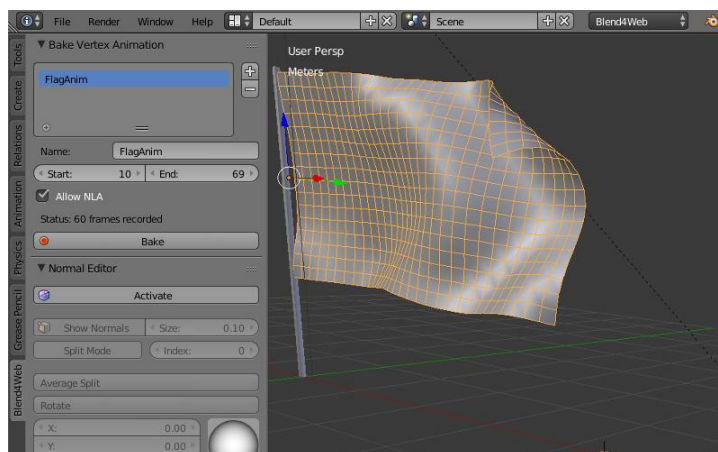 File Render Window Help Default Scene Blend4Web
Tools
Create
Relations
Animation
Physics
Grease Pencil
Blend4Web
Bake Vertex Animation
FlagAnim
Name: FlagAnim
Start: 10 End: 69
Allow NLA
Status: 60 frames recorded
Bake
Normal Editor
Activate
Show Normals Size: 0.10
Split Mode Index: 0
Average Split
Rotate
X: 0.00
Y: 0.00
User Persp
Meters